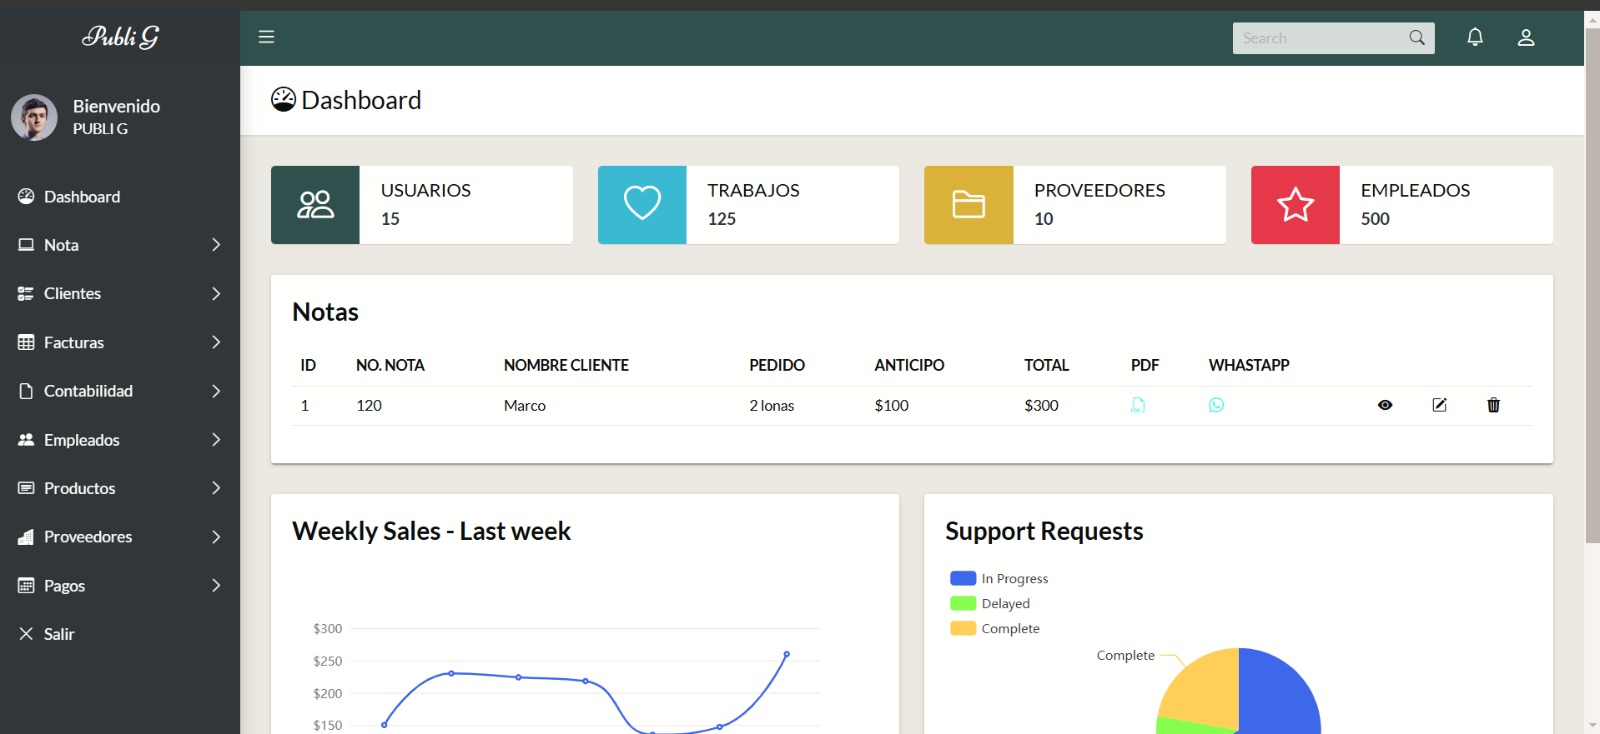 Publi G
Search
Bienvenido
PUBLI G
Dashboard
Nota
Clientes
Facturas
Contabilidad
Empleados
Productos
Proveedores
Pagos
Salir
Dashboard
USUARIOS
15
TRABAJOS
125
PROVEEDORES
10
EMPLEADOS
500
Notas
ID NO. NOTA NOMBRE CLIENTE PEDIDO ANTICIPO TOTAL PDF WHASTAPP
1 120 Marco 2 lonas $100 $300
Weekly Sales - Last week
$300
$250
$200
$150
Support Requests
In Progress
Delayed
Complete
Complete